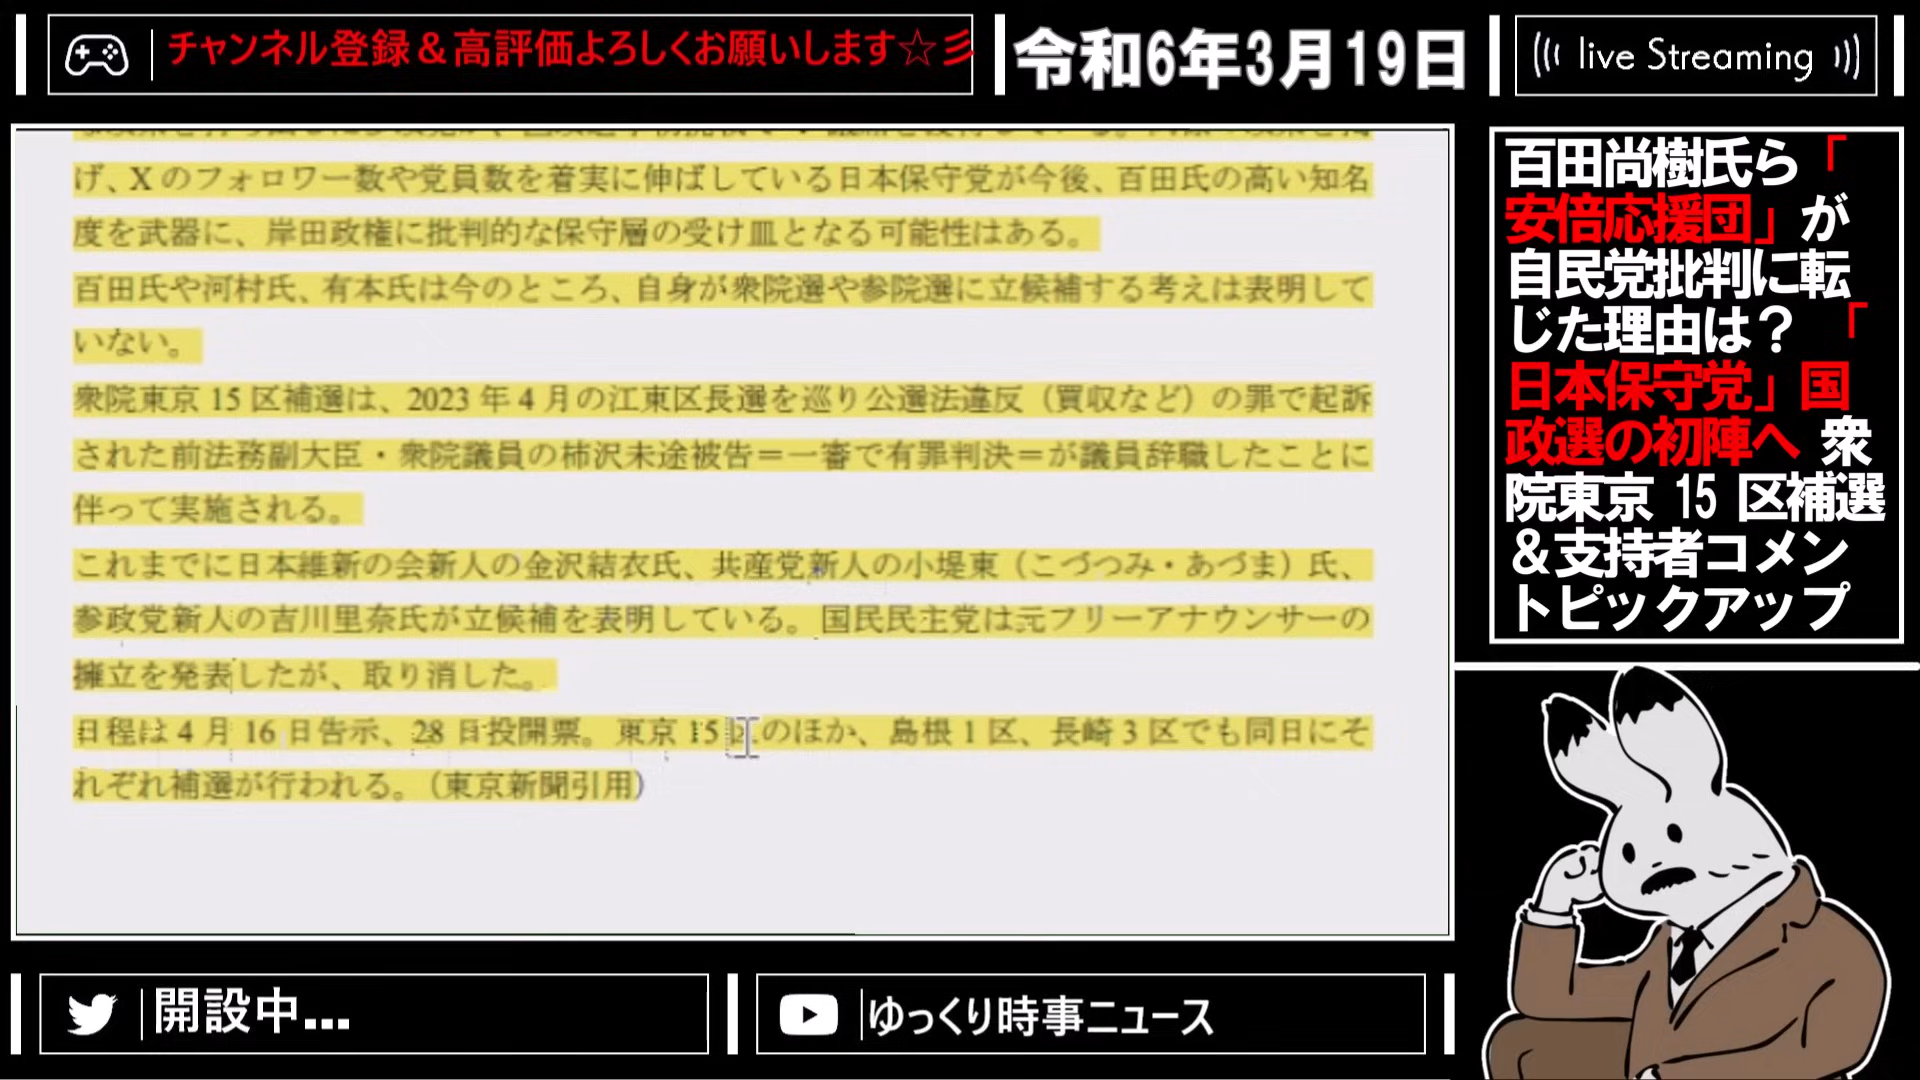 チャンネル登録＆高評価よろしくお願いします☆彡
令和6年3月19日
live Streaming
げ、Xのフォロワー数や党員数を着実に伸ばしている日本保守党が今後、百田氏の高い知名
度を武器に、岸田政権に批判的な保守層の受け皿となる可能性はある。
百田氏や河村氏、有本氏は今のところ、自身が衆院選や参院選に立候補する考えは表明して
いない。
衆院東京 15 区補選は、2023 年 4 月の江東区長選を巡り公選法違反（買収など）の罪で起訴
された前法務副大臣・衆院議員の柿沢未途被告＝一審で有罪判決＝が議員辞職したことに
伴って実施される。
これまでに日本維新の会新人の金沢結衣氏、共産党新人の小堤東（こづつみ・あづま）氏、
参政党新人の吉川里奈氏が立候補を表明している。国民民主党は元フリーアナウンサーの
擁立を発表したが、取り消した。
日程は 4 月 16 日告示、28 日投開票。東京 15 区のほか、島根 1 区、長崎 3 区でも同日にそ
れぞれ補選が行われる。（東京新聞引用）
百田尚樹氏ら「
安倍応援団」が
自民党批判に転
じた理由は？「
日本保守党」国
政選の初陣へ 衆
院東京 15 区補選
＆支持者コメン
トピックアップ
開設中...
ゆっくり時事ニュース